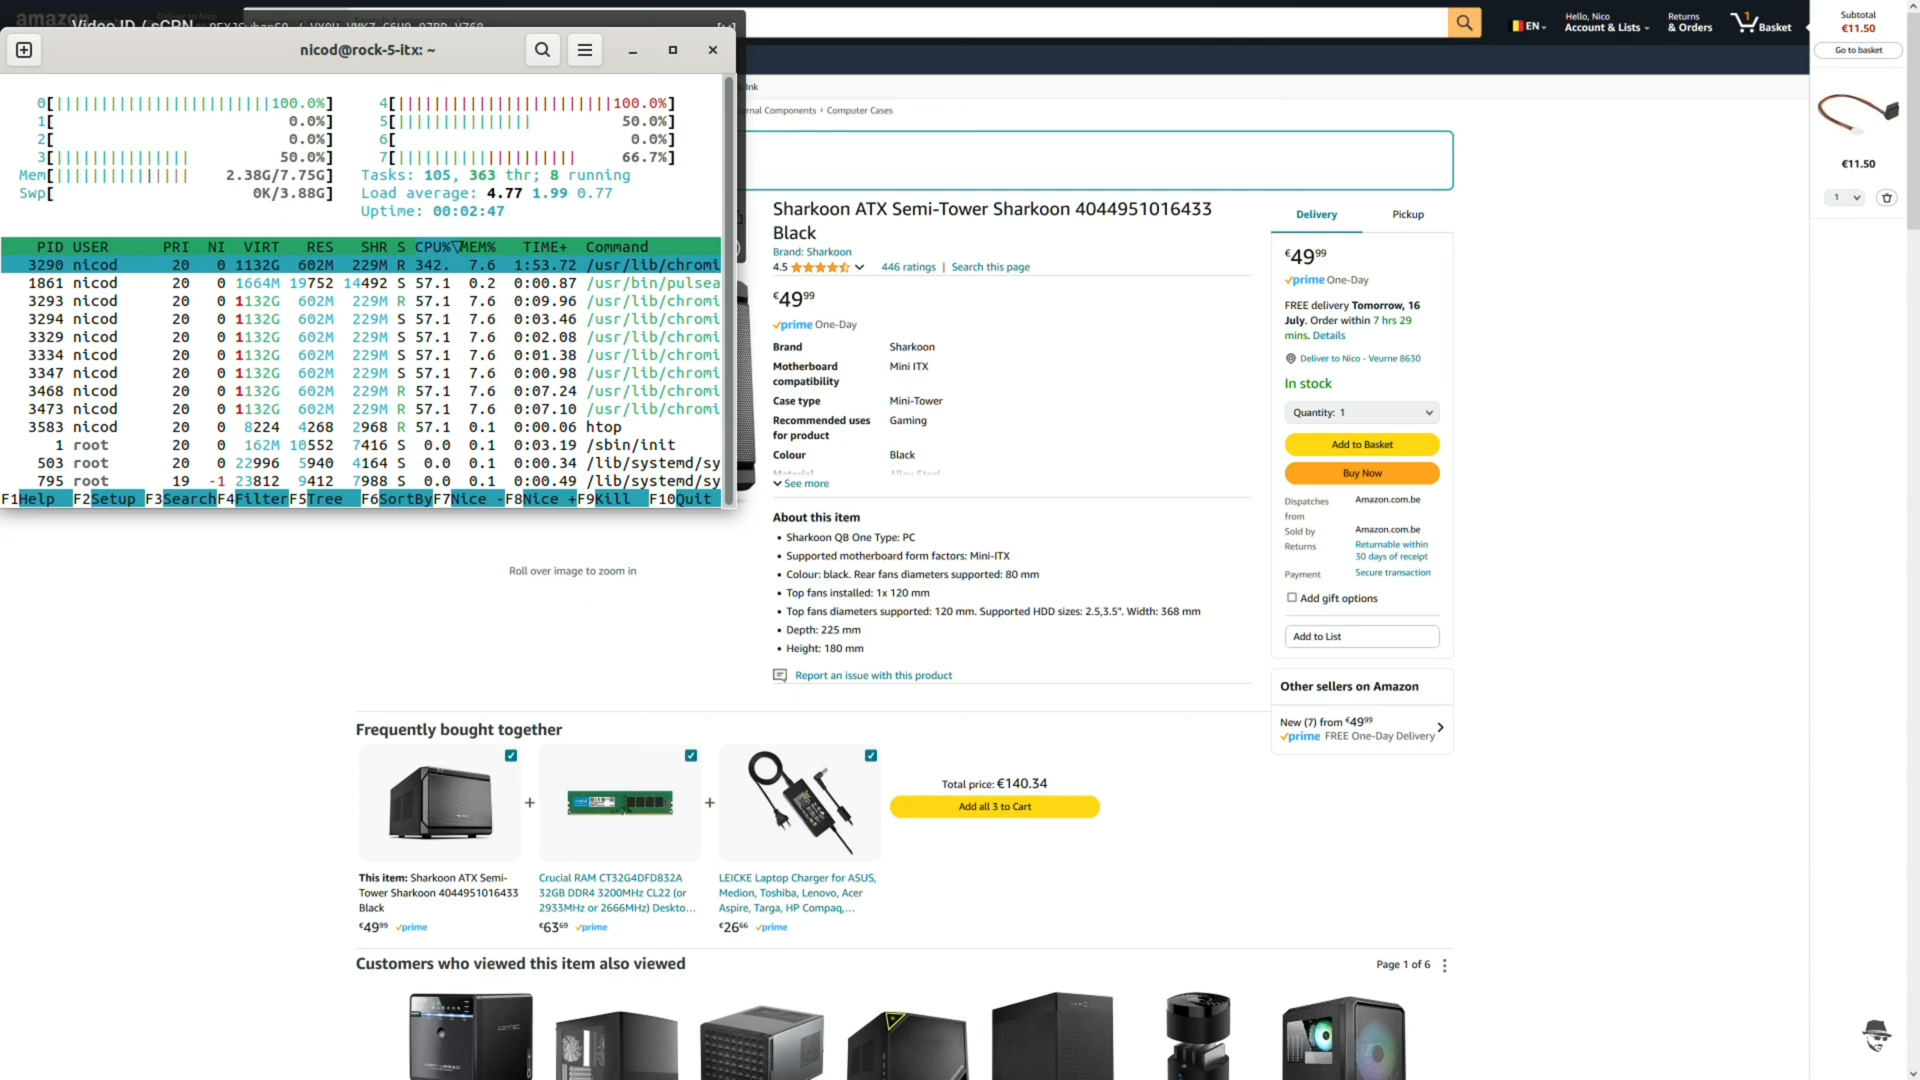 amazon
Video ID / sCPN
nicod@rock-5-itx: ~
0[100.0%] 4[100.0%]
1[ 0.0%] 5[ 50.0%]
2[ 0.0%] 6[ 0.0%]
3[ 50.0%] 7[ 66.7%]
Mem[ 2.38G/7.75G] Tasks: 105, 363 thr; 8 running
Swp[ 0K/3.88G] Load average: 4.77 1.99 0.77
Uptime: 00:02:47
PID USER PRI NI VIRT RES SHR S CPU%▽MEM% TIME+ Command
3290 nicod 20 0 1132G 602M 229M R 342. 7.6 1:53.72 /usr/lib/chromi
1861 nicod 20 0 1664M 19752 14492 S 57.1 0.2 0:00.87 /usr/bin/pulsea
3293 nicod 20 0 1132G 602M 229M R 57.1 7.6 0:09.96 /usr/lib/chromi
3294 nicod 20 0 1132G 602M 229M S 57.1 7.6 0:03.46 /usr/lib/chromi
3329 nicod 20 0 1132G 602M 229M S 57.1 7.6 0:02.08 /usr/lib/chromi
3334 nicod 20 0 1132G 602M 229M S 57.1 7.6 0:01.38 /usr/lib/chromi
3347 nicod 20 0 1132G 602M 229M S 57.1 7.6 0:00.98 /usr/lib/chromi
3468 nicod 20 0 1132G 602M 229M R 57.1 7.6 0:07.24 /usr/lib/chromi
3473 nicod 20 0 1132G 602M 229M R 57.1 7.6 0:07.10 /usr/lib/chromi
3583 nicod 20 0 8224 4268 2968 R 57.1 0.1 0:00.06 htop
1 root 20 0 162M 10552 7416 S 0.0 0.1 0:03.19 /sbin/init
503 root 20 0 22996 5940 4164 S 0.0 0.1 0:00.34 /lib/systemd/sy
795 root 19 -1 23812 9412 7988 S 0.0 0.1 0:00.49 /lib/systemd/sy
F1Help F2Setup F3SearchF4FilterF5Tree F6SortByF7Nice -F8Nice +F9Kill F10Quit
EN
Hello, Nico
Account & Lists
Returns
& Orders
1
Basket
Subtotal
€11.50
Go to basket
€11.50
1
Ink
rnal Components › Computer Cases
Sharkoon ATX Semi-Tower Sharkoon 4044951016433
Black
Brand: Sharkoon
4.5 446 ratings | Search this page
€49⁹⁹
prime One-Day
Brand Sharkoon
Motherboard compatibility Mini ITX
Case type Mini-Tower
Recommended uses for product Gaming
Colour Black
Material Alloy Steel
See more
About this item
• Sharkoon QB One Type: PC
• Supported motherboard form factors: Mini-ITX
• Colour: black. Rear fans diameters supported: 80 mm
• Top fans installed: 1x 120 mm
• Top fans diameters supported: 120 mm. Supported HDD sizes: 2.5,3.5". Width: 368 mm
• Depth: 225 mm
• Height: 180 mm
Report an issue with this product
Roll over image to zoom in
Delivery Pickup
€49⁹⁹
prime One-Day
FREE delivery Tomorrow, 16
July. Order within 7 hrs 29
mins. Details
Deliver to Nico - Veurne 8630
In stock
Quantity: 1
Add to Basket
Buy Now
Dispatches from Amazon.com.be
Sold by Amazon.com.be
Returns Returnable within 30 days of receipt
Payment Secure transaction
Add gift options
Add to List
Other sellers on Amazon
New (7) from €49⁹⁹
prime FREE One-Day Delivery
Frequently bought together
+ +
This item: Sharkoon ATX Semi-
Tower Sharkoon 4044951016433
Black
€49⁹⁹ prime
Crucial RAM CT32G4DFD832A
32GB DDR4 3200MHz CL22 (or
2933MHz or 2666MHz) Deskto…
€63⁶⁹ prime
LEICKE Laptop Charger for ASUS,
Medion, Toshiba, Lenovo, Acer
Aspire, Targa, HP Compaq,…
€26⁶⁶ prime
Total price: €140.34
Add all 3 to Cart
Customers who viewed this item also viewed
Page 1 of 6